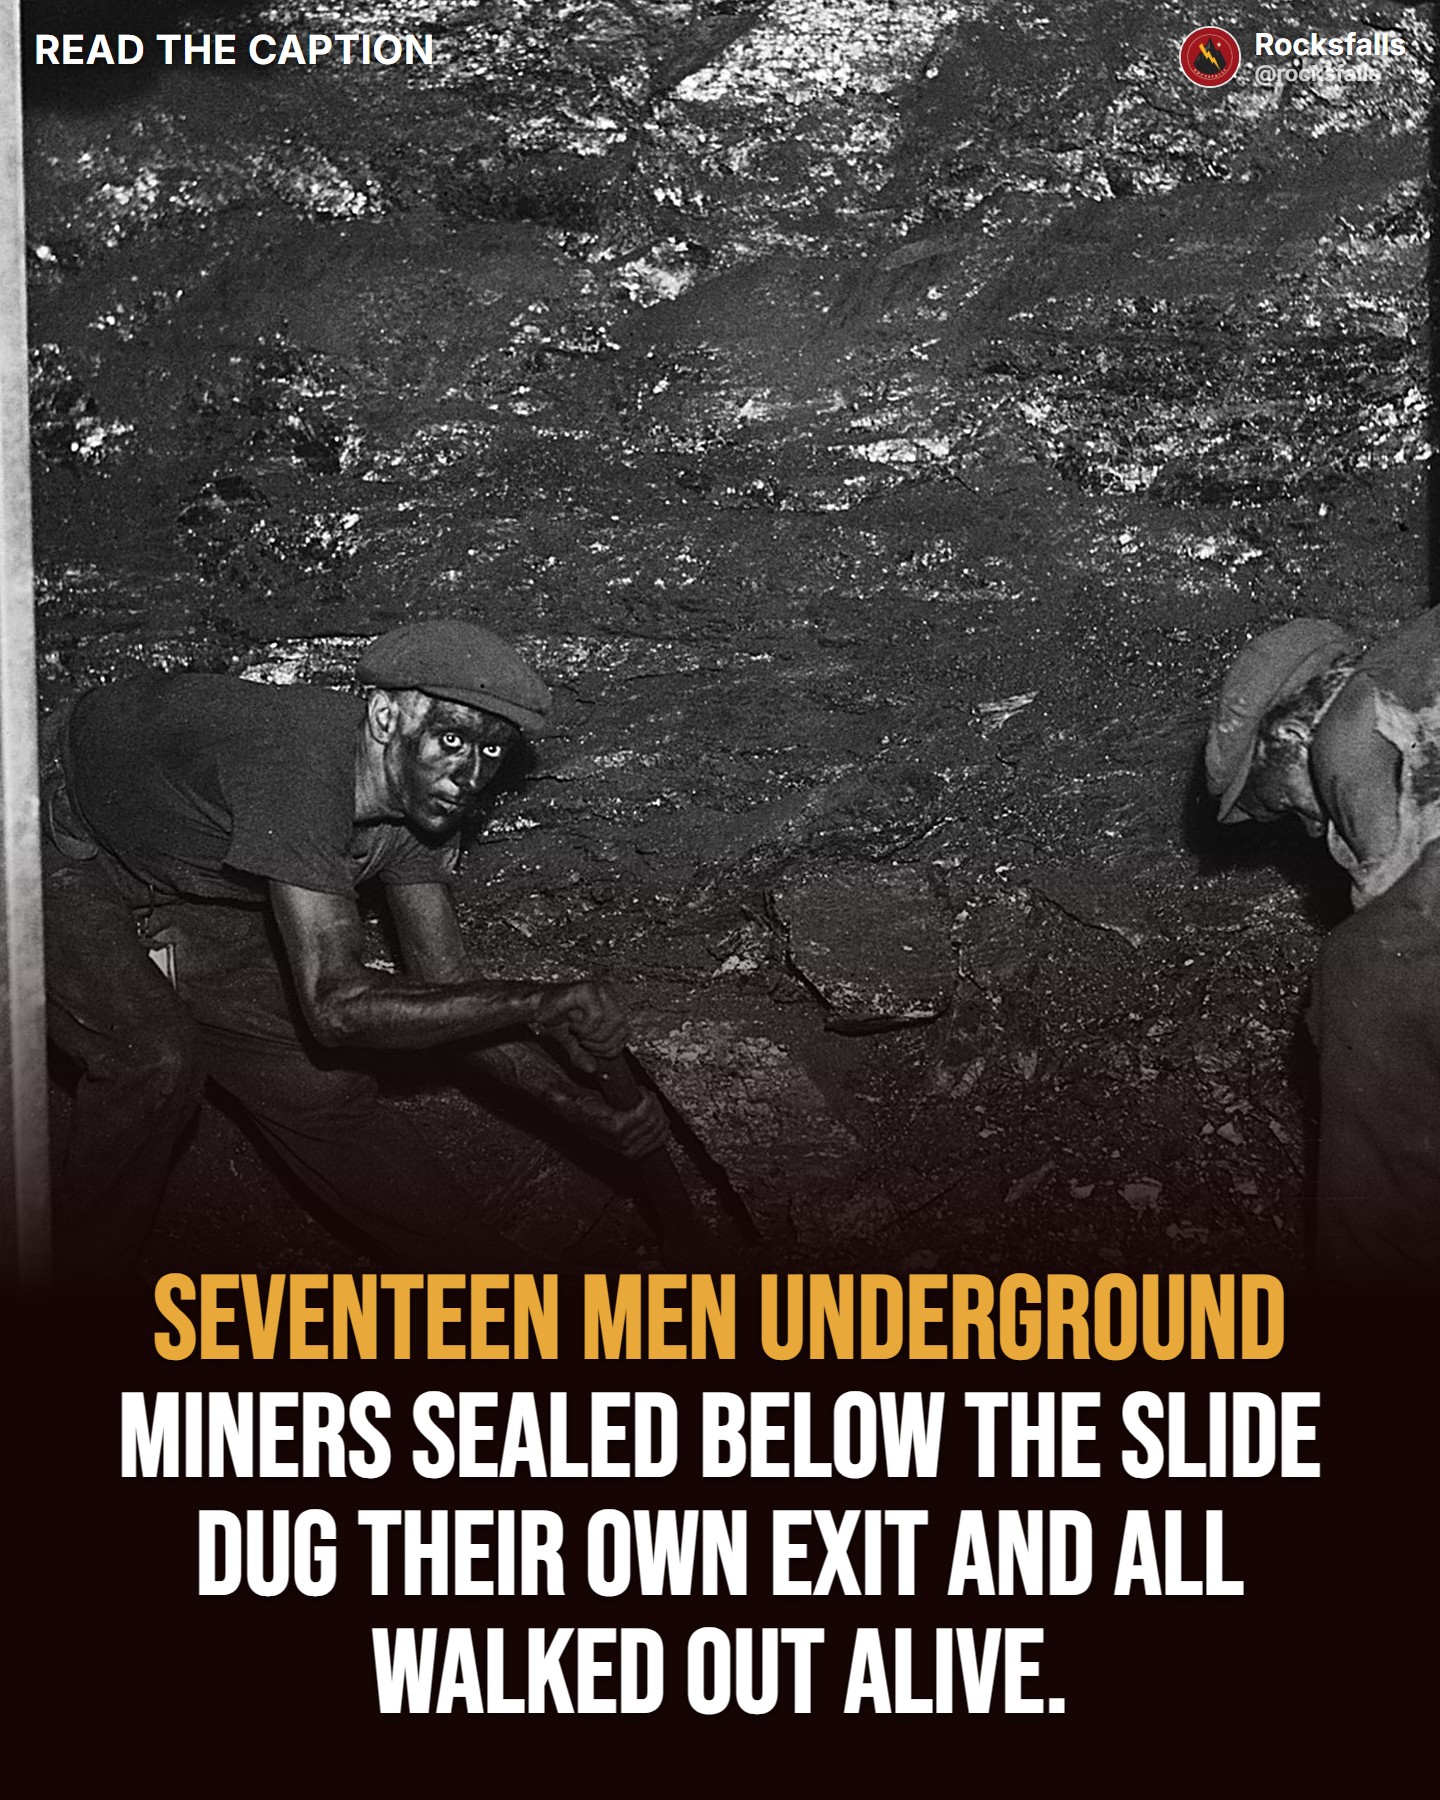 READ THE CAPTION
Rocksfalls
@rocksfalls
SEVENTEEN MEN UNDERGROUND
MINERS SEALED BELOW THE SLIDE
DUG THEIR OWN EXIT AND ALL
WALKED OUT ALIVE.